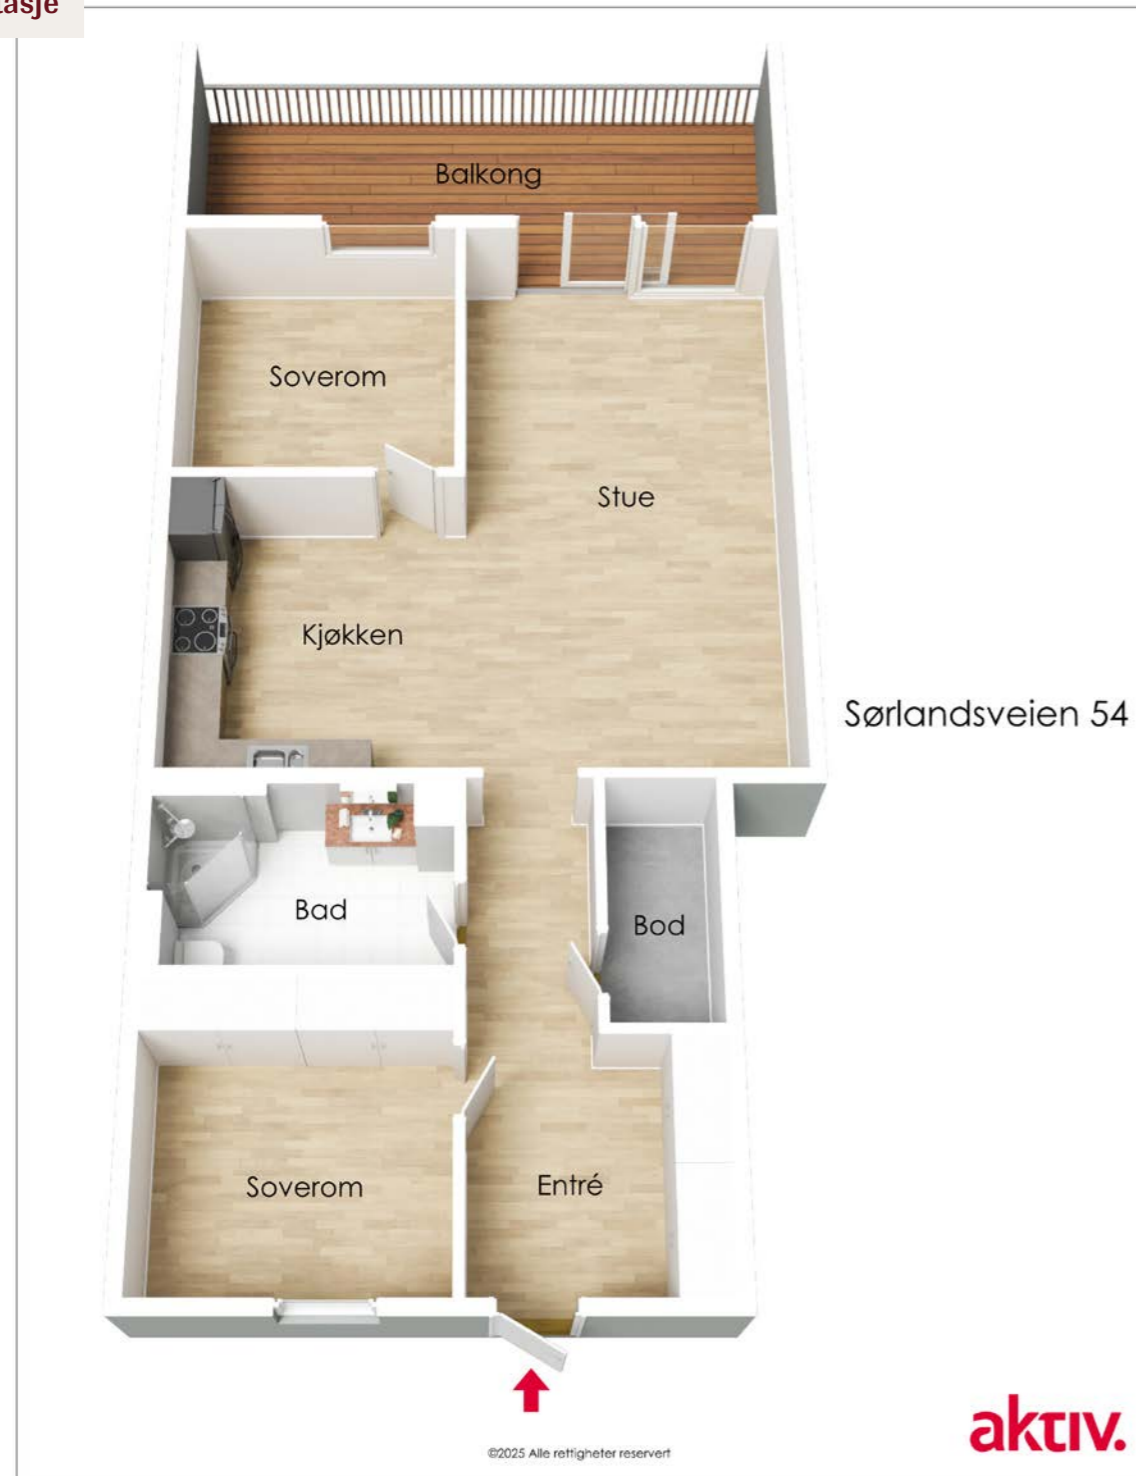 Balkong
Soverom
Stue
Kjøkken
Sørlandsveien 54
Bad
Bod
Soverom
Entré
©2025 Alle rettigheter reservert
aktiv.